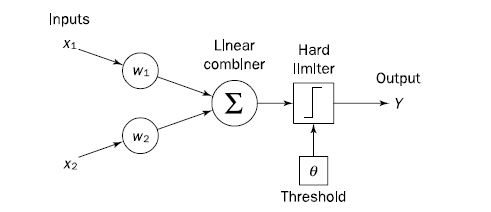 Inputs
x1
w1
Linear
combiner
Σ
Hard
limiter
Output
Y
w2
x2
θ
Threshold